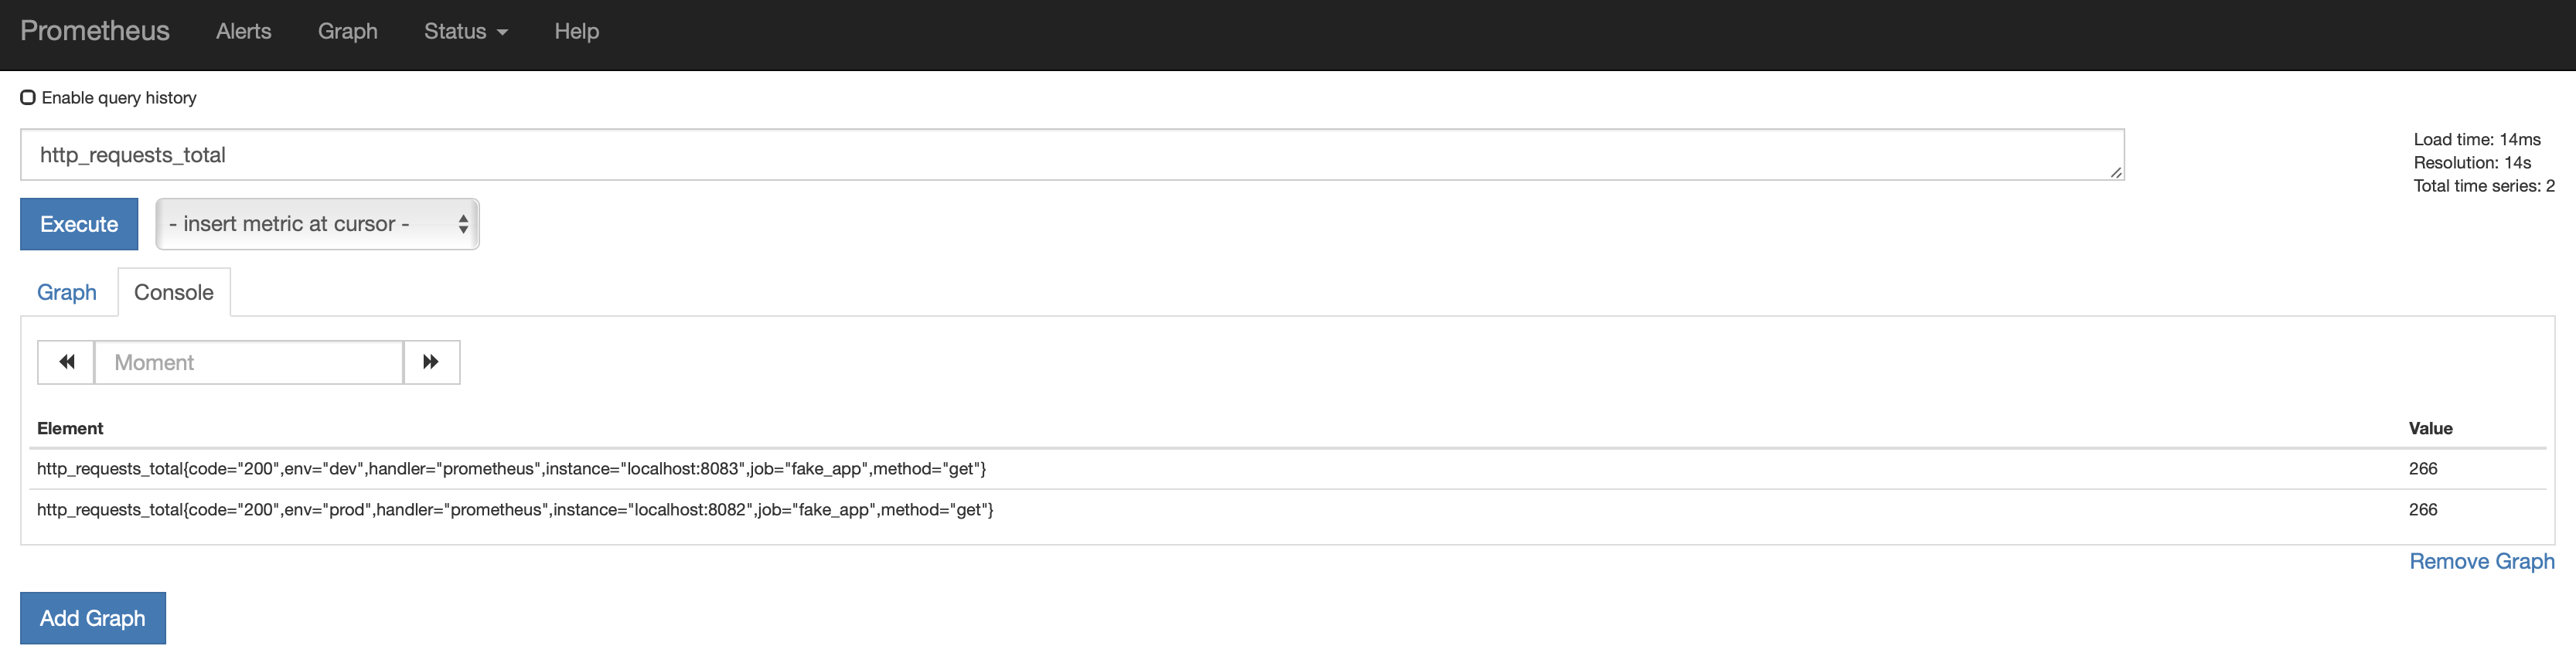 Prometheus Alerts Graph Status Help
Enable query history
http_requests_total
Load time: 14ms
Resolution: 14s
Total time series: 2
Execute - insert metric at cursor -
Graph Console
Moment
Element Value
http_requests_total{code="200",env="dev",handler="prometheus",instance="localhost:8083",job="fake_app",method="get"} 266
http_requests_total{code="200",env="prod",handler="prometheus",instance="localhost:8082",job="fake_app",method="get"} 266
Remove Graph
Add Graph